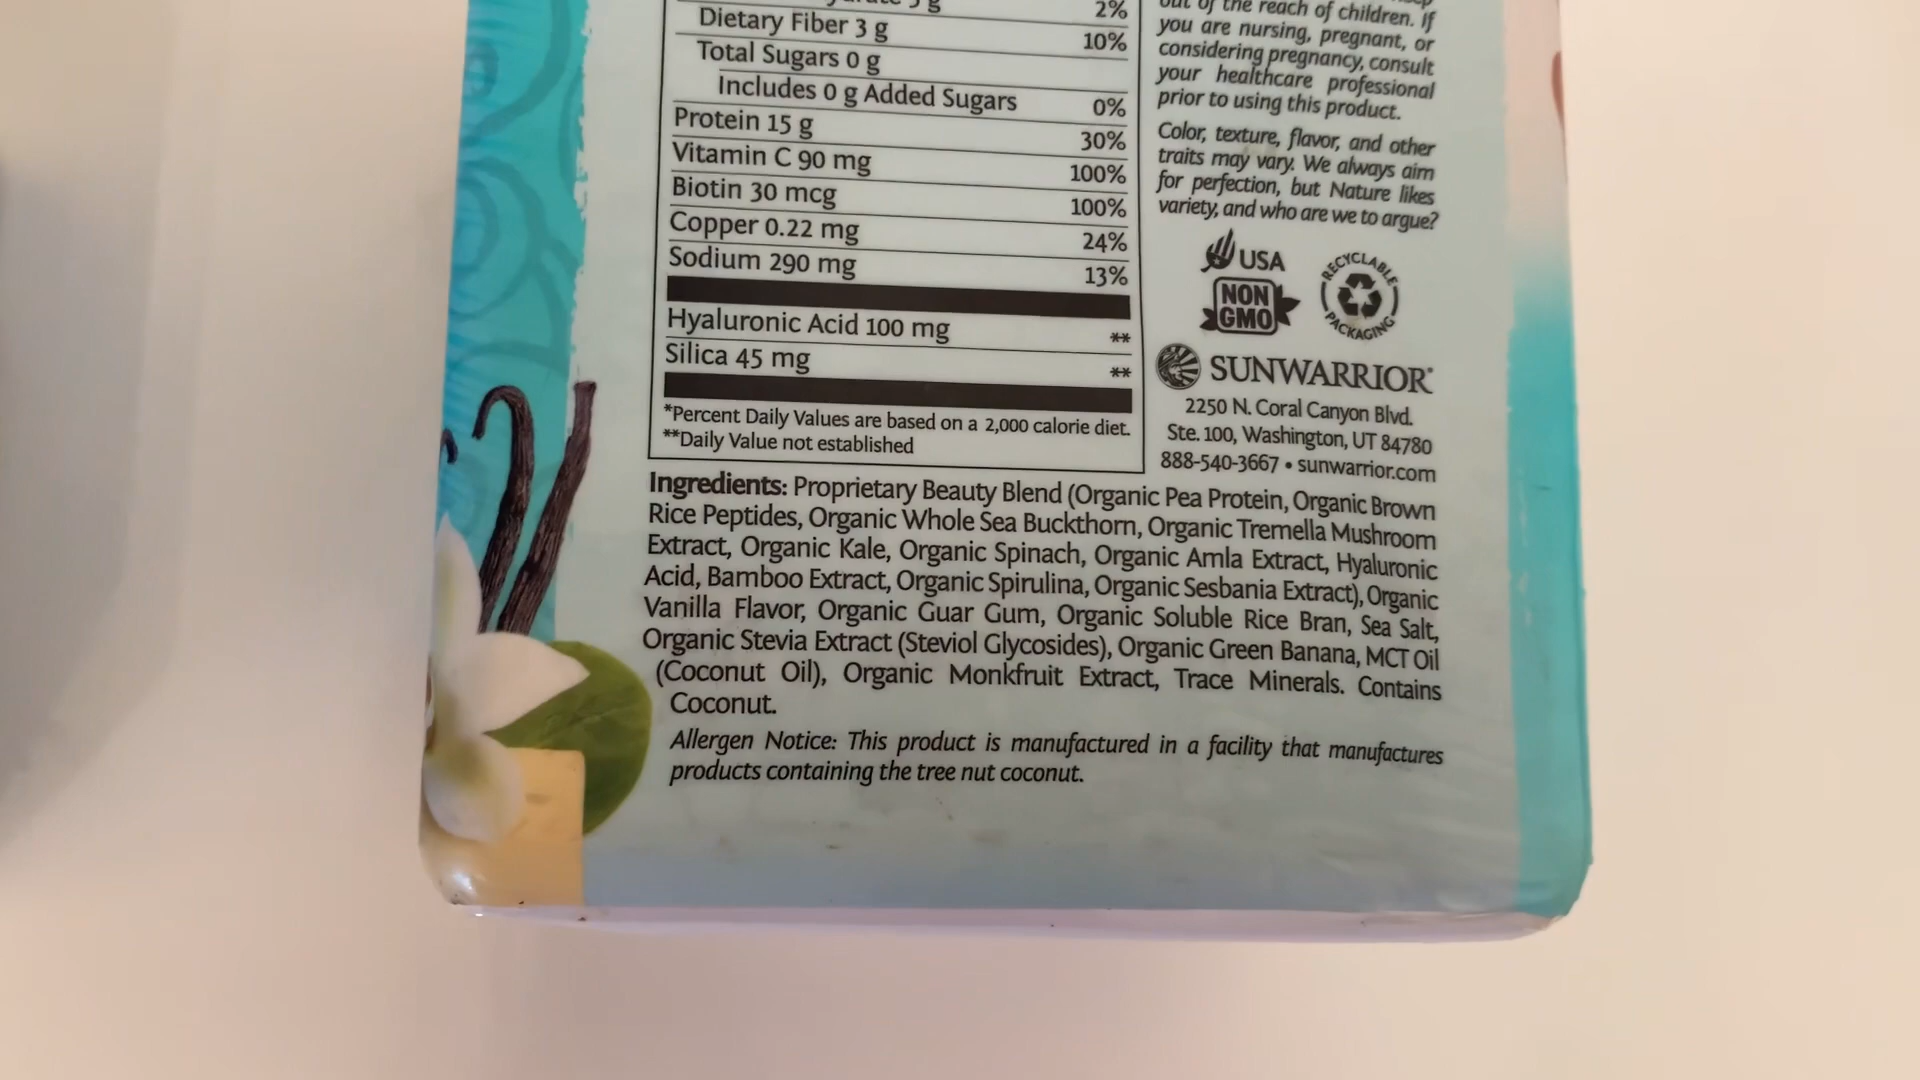 2%
Dietary Fiber 3 g 10%
Total Sugars 0 g
Includes 0 g Added Sugars 0%
Protein 15 g 30%
Vitamin C 90 mg 100%
Biotin 30 mcg 100%
Copper 0.22 mg 24%
Sodium 290 mg 13%
Hyaluronic Acid 100 mg **
Silica 45 mg **
*Percent Daily Values are based on a 2,000 calorie diet.
**Daily Value not established
out of the reach of children. If
you are nursing, pregnant, or
considering pregnancy, consult
your healthcare professional
prior to using this product.
Color, texture, flavor, and other
traits may vary. We always aim
for perfection, but Nature likes
variety, and who are we to argue?
USA
NON
GMO
RECYCLABLE
PACKAGING
SUNWARRIOR®
2250 N. Coral Canyon Blvd.
Ste. 100, Washington, UT 84780
888-540-3667 • sunwarrior.com
Ingredients: Proprietary Beauty Blend (Organic Pea Protein, Organic Brown
Rice Peptides, Organic Whole Sea Buckthorn, Organic Tremella Mushroom
Extract, Organic Kale, Organic Spinach, Organic Amla Extract, Hyaluronic
Acid, Bamboo Extract, Organic Spirulina, Organic Sesbania Extract), Organic
Vanilla Flavor, Organic Guar Gum, Organic Soluble Rice Bran, Sea Salt,
Organic Stevia Extract (Steviol Glycosides), Organic Green Banana, MCT Oil
(Coconut Oil), Organic Monkfruit Extract, Trace Minerals. Contains
Coconut.
Allergen Notice: This product is manufactured in a facility that manufactures
products containing the tree nut coconut.